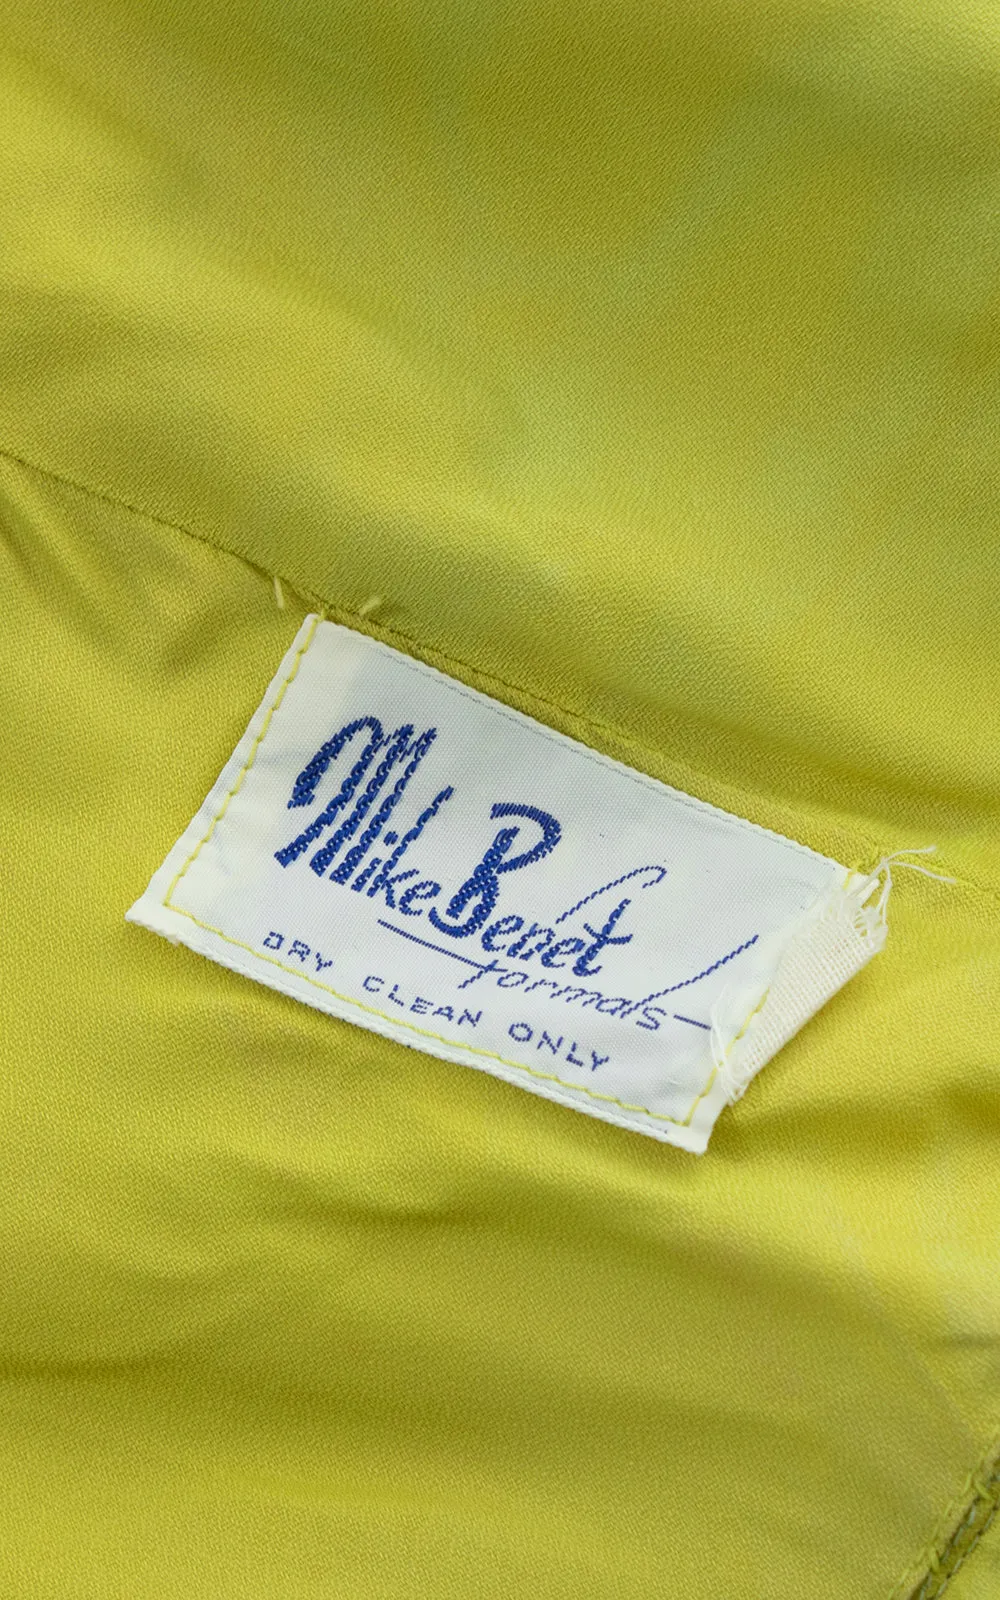 Mike Benet
formals
DRY CLEAN ONLY